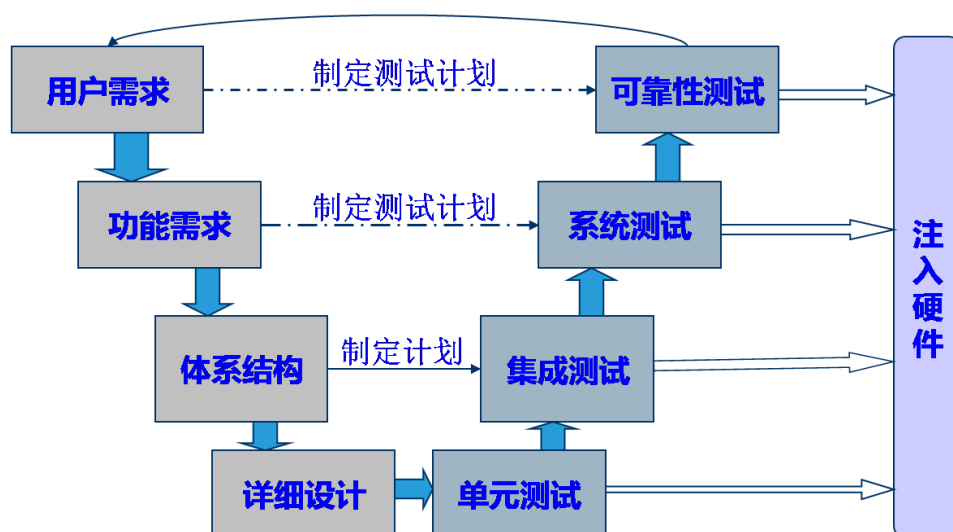 用户需求
制定测试计划
可靠性测试
功能需求
制定测试计划
系统测试
体系结构
制定计划
集成测试
详细设计
单元测试
注入硬件